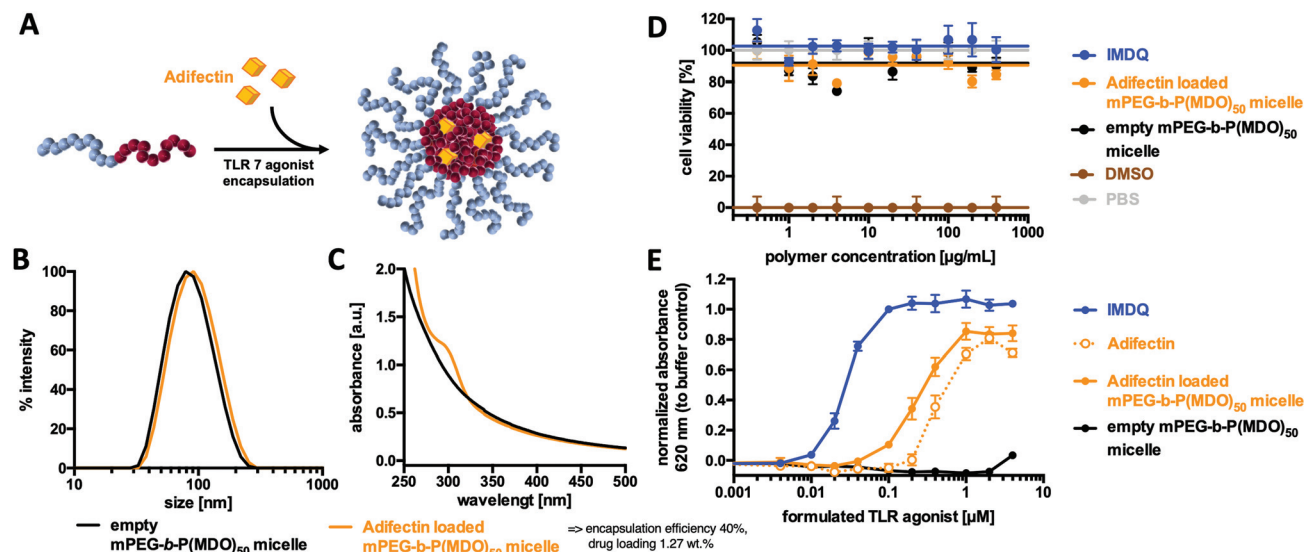 A
Adifectin
TLR 7 agonist
encapsulation
B
% intensity
100
80
60
40
20
0
10
100
1000
size [nm]
C
absorbance [a.u.]
2.0
1.5
1.0
0.5
0.0
250
300
350
400
450
500
wavelengt [nm]
empty
mPEG-b-P(MDO)50 micelle
Adifectin loaded
mPEG-b-P(MDO)50 micelle
=> encapsulation efficiency 40%,
drug loading 1.27 wt.%
D
cell viability [%]
120
100
80
60
40
20
0
1
10
100
1000
polymer concentration [µg/mL]
IMDQ
Adifectin loaded
mPEG-b-P(MDO)50 micelle
empty mPEG-b-P(MDO)50
micelle
DMSO
PBS
E
normalized absorbance
620 nm (to buffer control)
1.2
1.0
0.8
0.6
0.4
0.2
0.0
0.001
0.01
0.1
1
10
formulated TLR agonist [µM]
IMDQ
Adifectin
Adifectin loaded
mPEG-b-P(MDO)50 micelle
empty mPEG-b-P(MDO)50
micelle